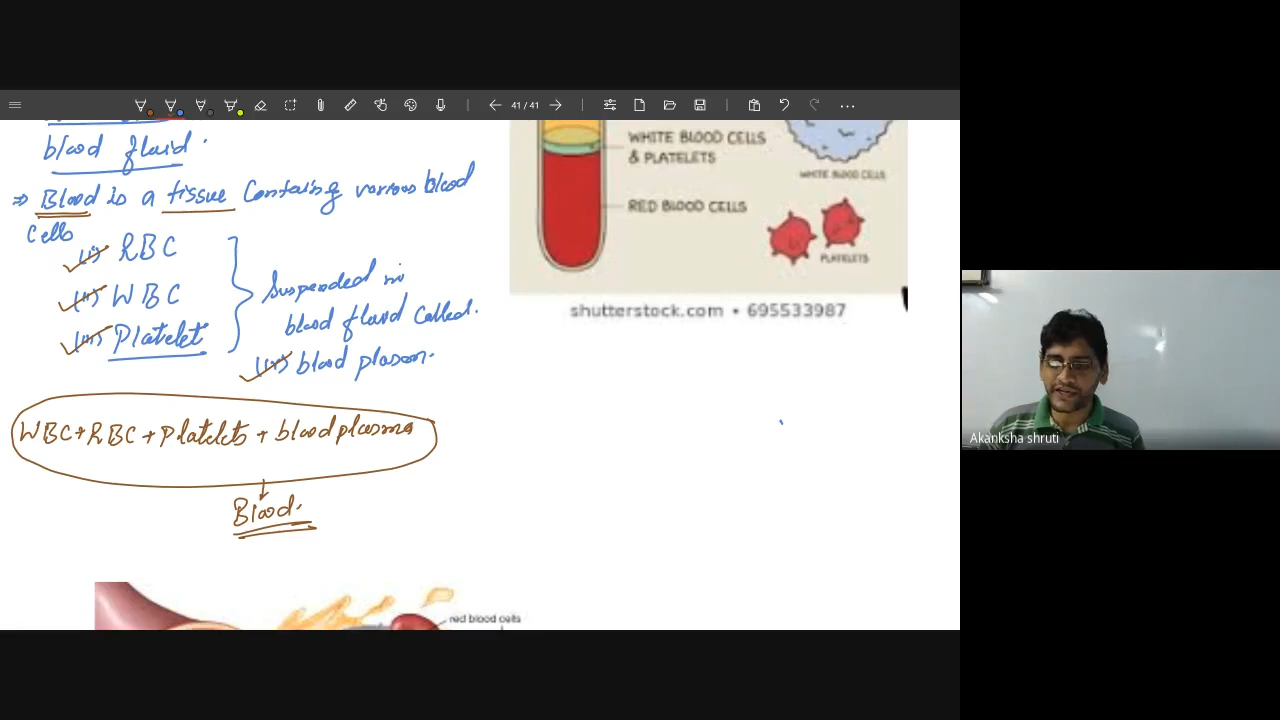 41/41
blood fluid.
⇒ Blood is a tissue Containing various blood
Cells
(i) RBC
(ii) WBC
(iii) Platelet
Suspended in
blood fluid called.
(iv) blood plasma.
WBC+RBC+Platelets + blood plasma
↓
Blood.
WHITE BLOOD CELLS
& PLATELETS
RED BLOOD CELLS
WHITE BLOOD CELLS
PLATELETS
shutterstock.com • 695533987
red blood cells
Akanksha shruti